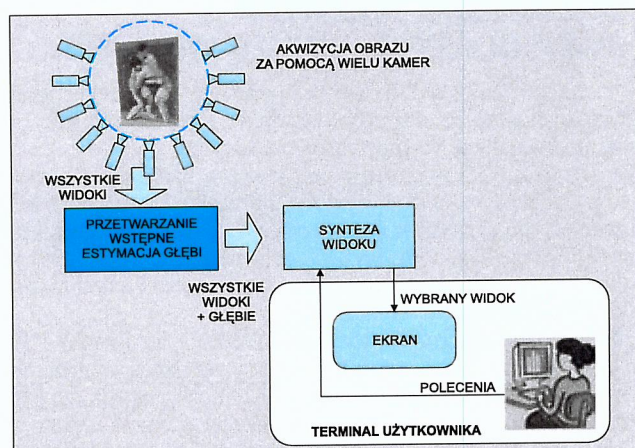 AKWIZYCJA OBRAZU
ZA POMOCĄ WIELU KAMER
WSZYSTKIE
WIDOKI
PRZETWARZANIE
WSTĘPNE
ESTYMACJA GŁĘBI
SYNTEZA
WIDOKU
WSZYSTKIE
WIDOKI
+ GŁĘBIE
WYBRANY WIDOK
EKRAN
POLECENIA
TERMINAL UŻYTKOWNIKA